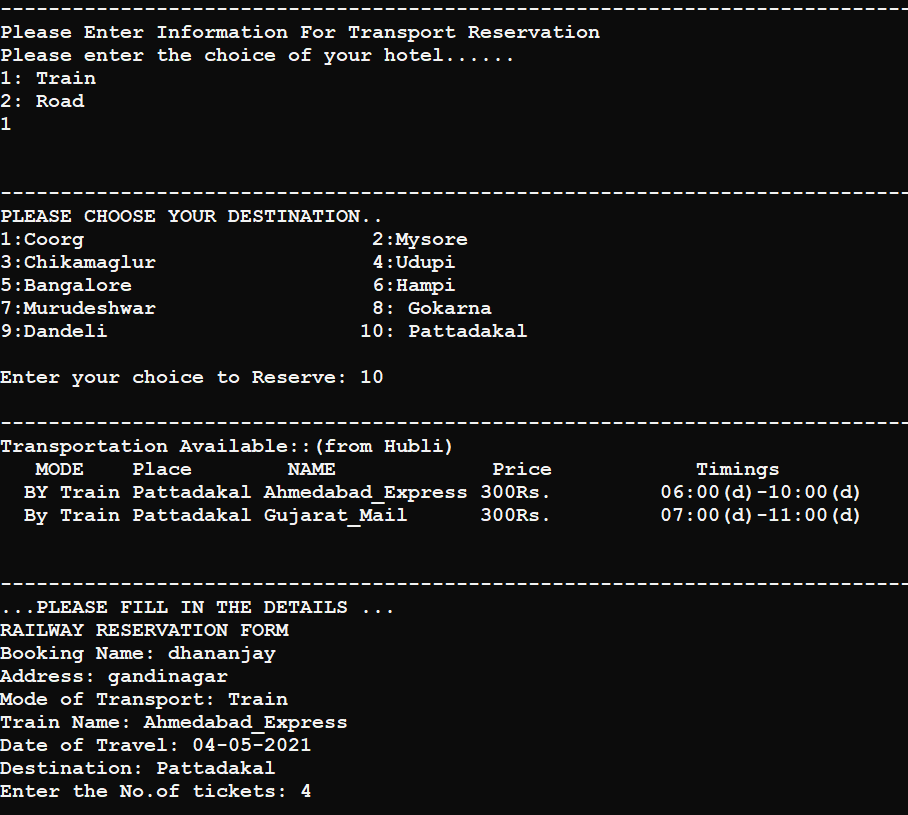 --------------------------------------------------------------------------------
Please Enter Information For Transport Reservation
Please enter the choice of your hotel......
1: Train
2: Road
1
--------------------------------------------------------------------------------
PLEASE CHOOSE YOUR DESTINATION..
1:Coorg                        2:Mysore
3:Chikamaglur                  4:Udupi
5:Bangalore                    6:Hampi
7:Murudeshwar                  8: Gokarna
9:Dandeli                     10: Pattadakal
Enter your choice to Reserve: 10
--------------------------------------------------------------------------------
Transportation Available::(from Hubli)
   MODE    Place        NAME             Price            Timings
  BY Train Pattadakal Ahmedabad_Express 300Rs.         06:00(d)-10:00(d)
  By Train Pattadakal Gujarat_Mail      300Rs.         07:00(d)-11:00(d)
--------------------------------------------------------------------------------
...PLEASE FILL IN THE DETAILS ...
RAILWAY RESERVATION FORM
Booking Name: dhananjay
Address: gandinagar
Mode of Transport: Train
Train Name: Ahmedabad_Express
Date of Travel: 04-05-2021
Destination: Pattadakal
Enter the No.of tickets: 4